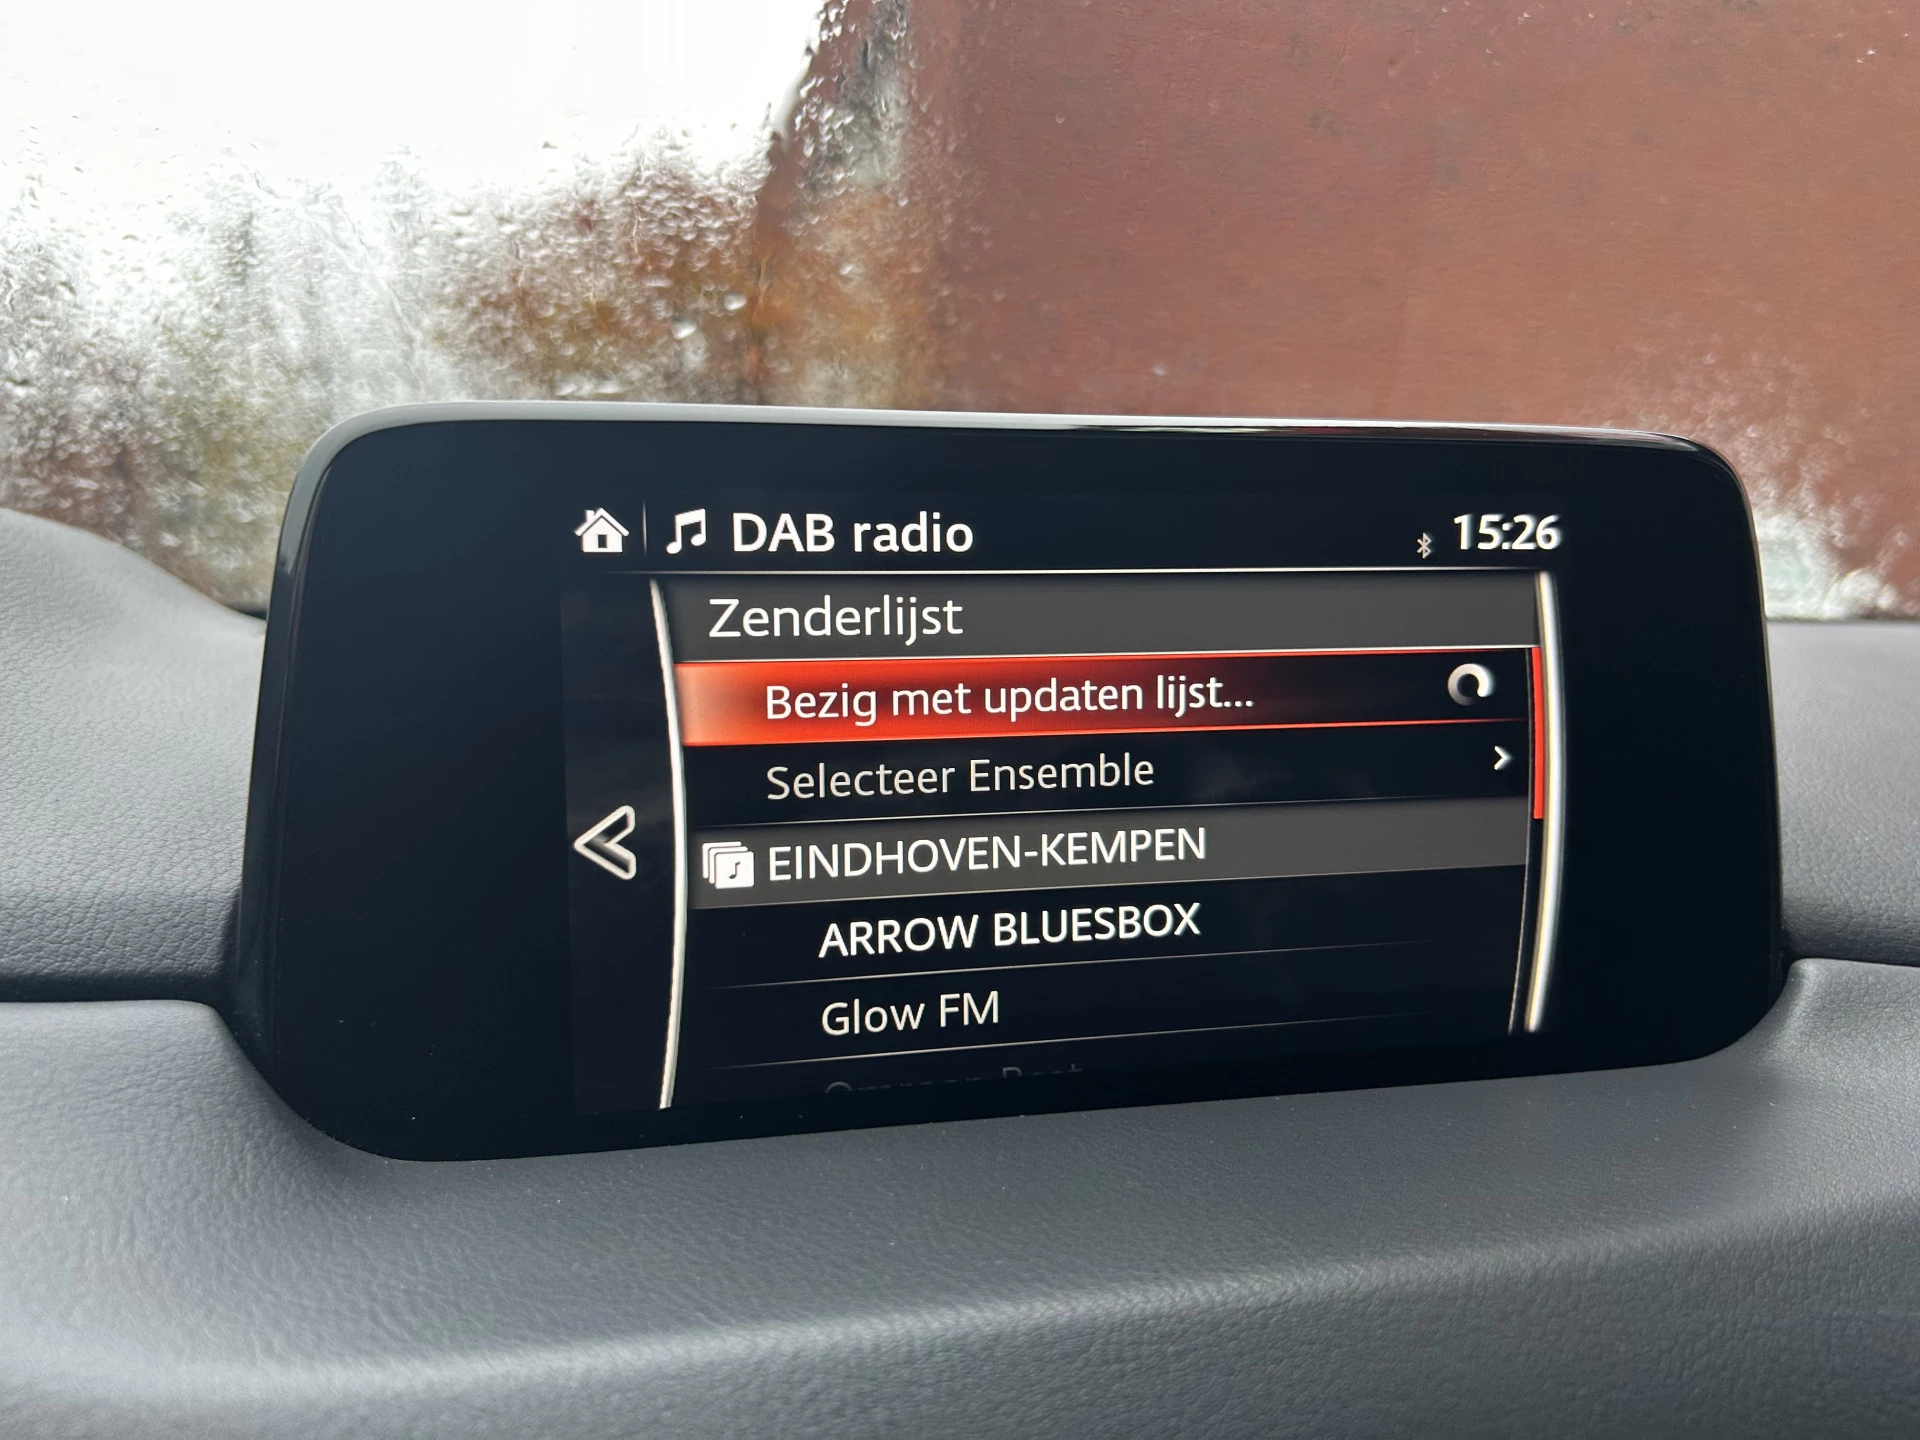 DAB radio
15:26
Zenderlijst
Bezig met updaten lijst...
Selecteer Ensemble
EINDHOVEN-KEMPEN
ARROW BLUESBOX
Glow FM